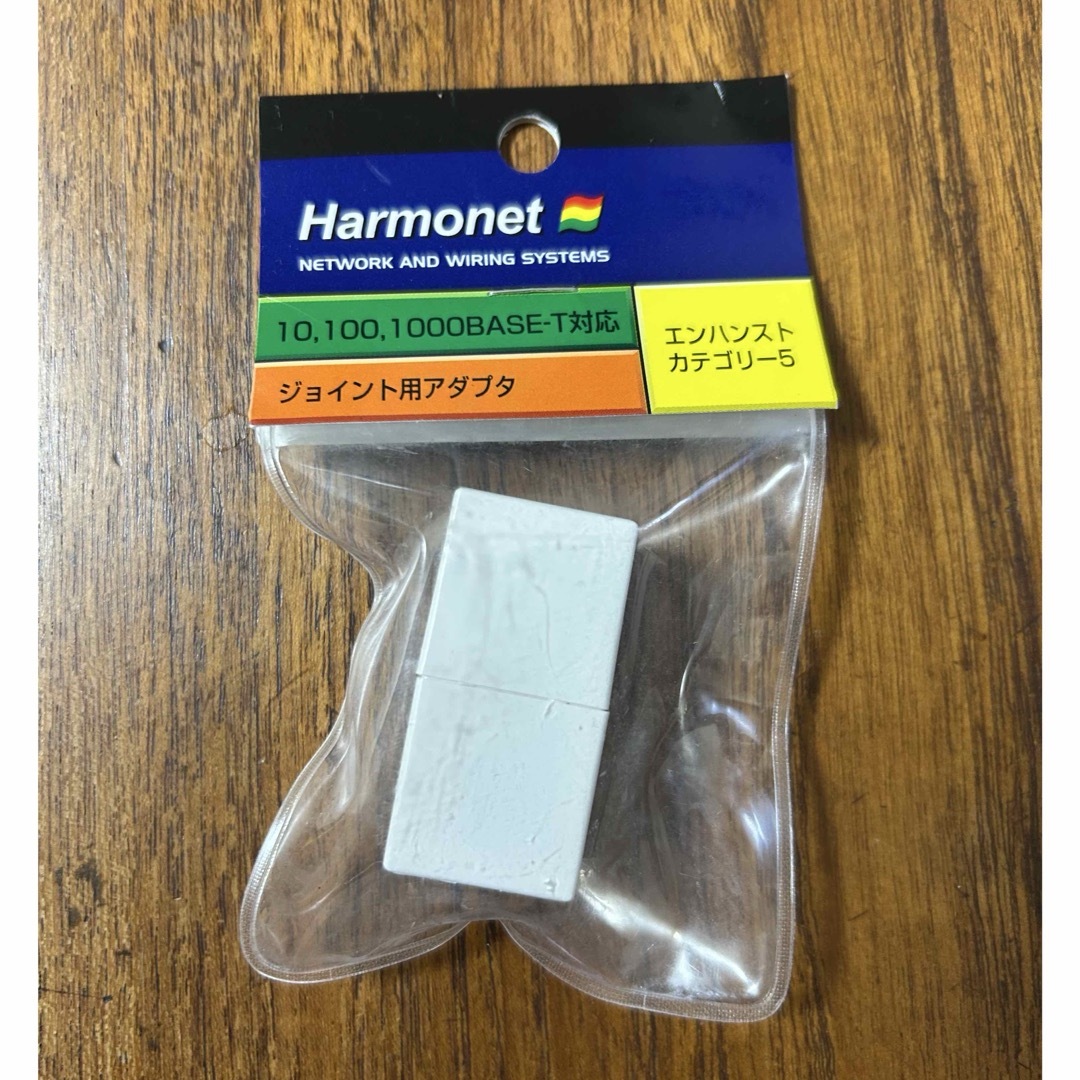 Harmonet
NETWORK AND WIRING SYSTEMS
10,100,1000BASE-T対応
ジョイント用アダプタ
エンハンスト
カテゴリー5